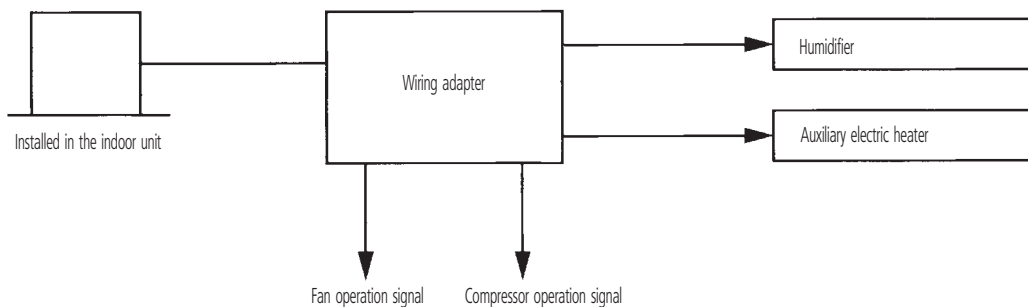 Humidifier
Wiring adapter
Installed in the indoor unit
Auxiliary electric heater
Fan operation signal
Compressor operation signal